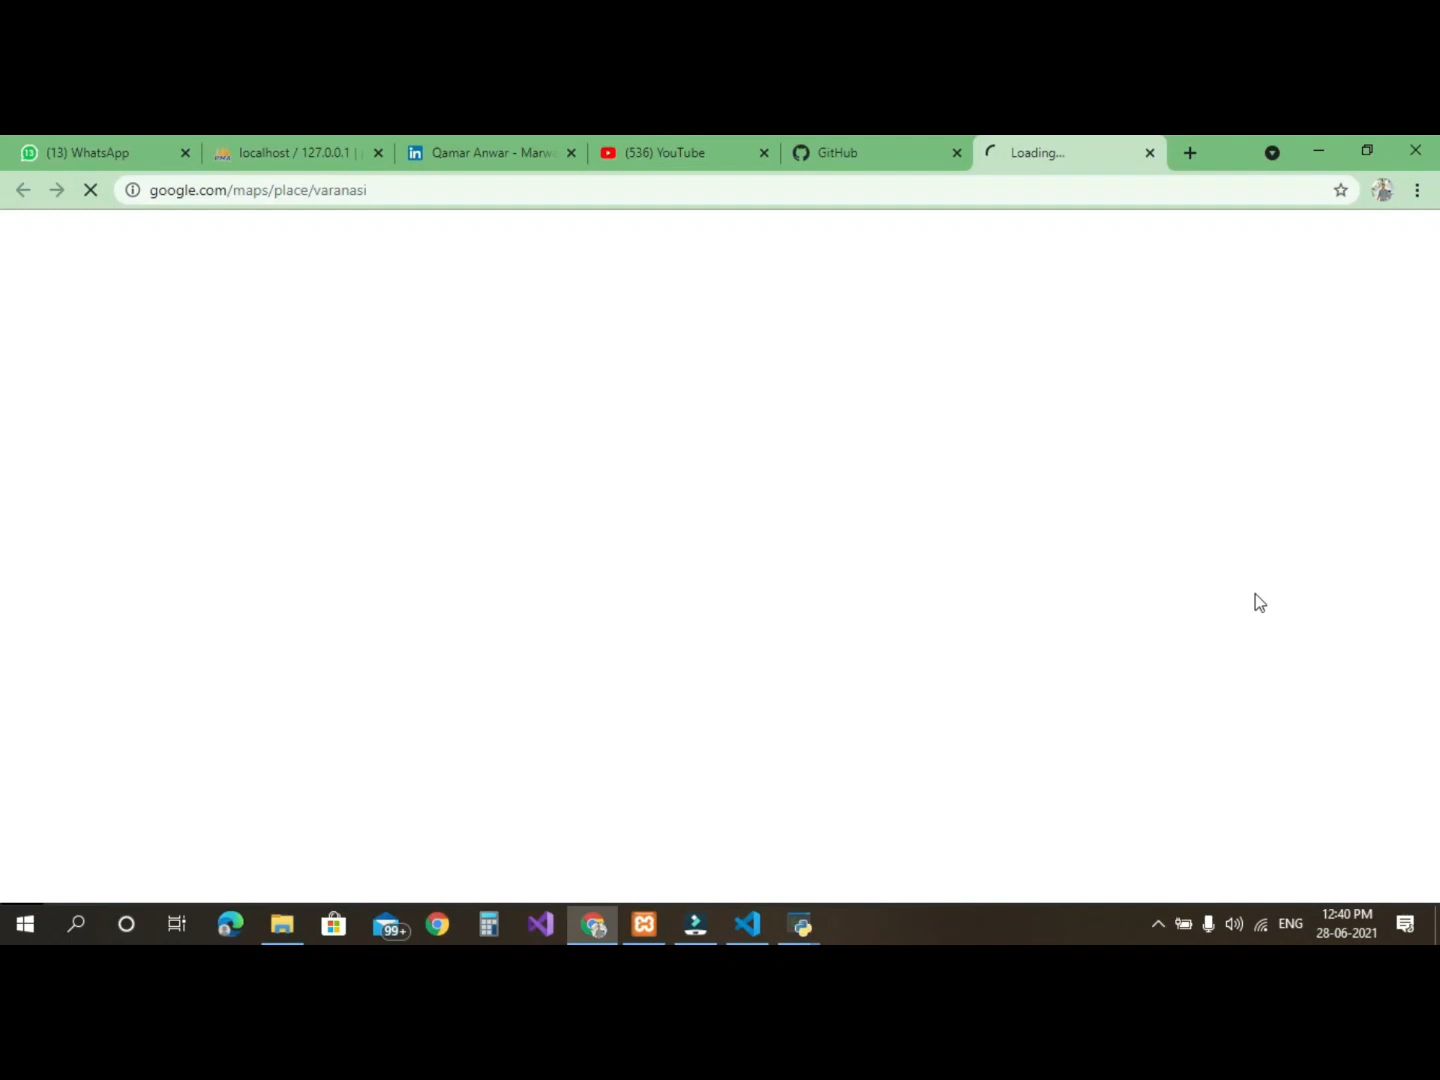 (13) WhatsApp
localhost / 127.0.0.1 |
Qamar Anwar - Marwa
(536) YouTube
GitHub
Loading...
google.com/maps/place/varanasi
99+
ENG
12:40 PM
28-06-2021